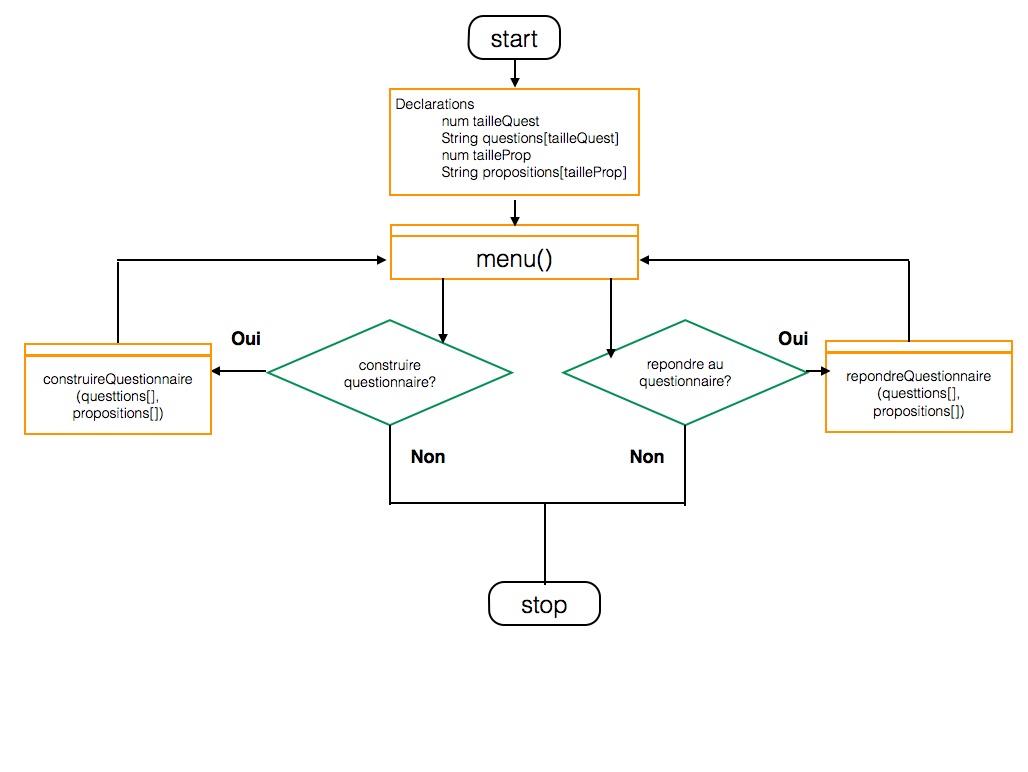 start
Declarations
num tailleQuest
String questions[tailleQuest]
num tailleProp
String propositions[tailleProp]
menu()
Oui
construire
questionnaire?
repondre au
questionnaire?
Oui
construireQuestionnaire
(questtions[],
propositions[])
repondreQuestionnaire
(questtions[],
propositions[])
Non
Non
stop